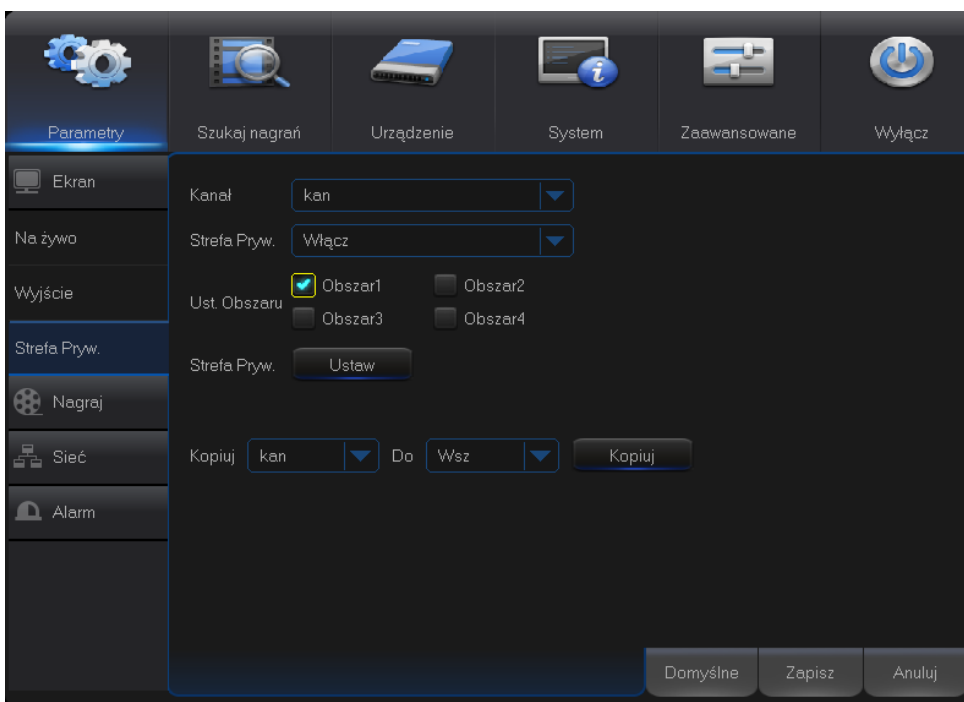 Parametry Szukaj nagrań Urządzenie System Zaawansowane Wyłącz
Ekran
Na żywo
Wyjście
Strefa Pryw.
Nagraj
Sieć
Alarm
Kanał kan
Strefa Pryw. Włącz
Ust. Obszaru
Obszar1 Obszar2
Obszar3 Obszar4
Strefa Pryw. Ustaw
Kopiuj kan Do Wsz Kopiuj
Domyślne Zapisz Anuluj